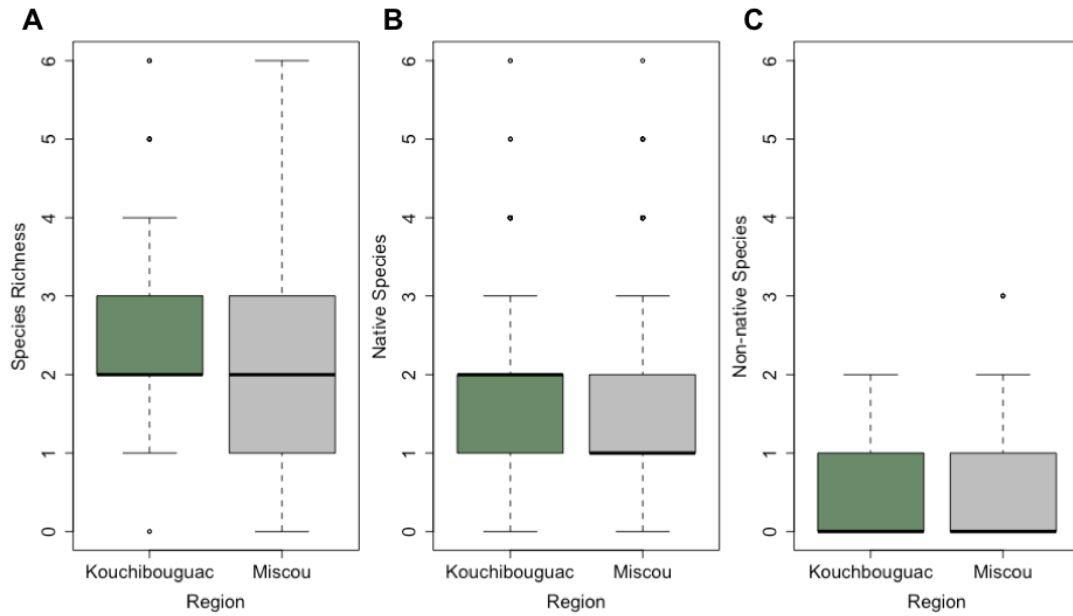 A
Species Richness
6
5
4
3
2
1
0
Kouchibouguac Miscou
Region
B
Native Species
6
5
4
3
2
1
0
Kouchibouguac Miscou
Region
C
Non-native Species
6
5
4
3
2
1
0
Kouchbouguac Miscou
Region